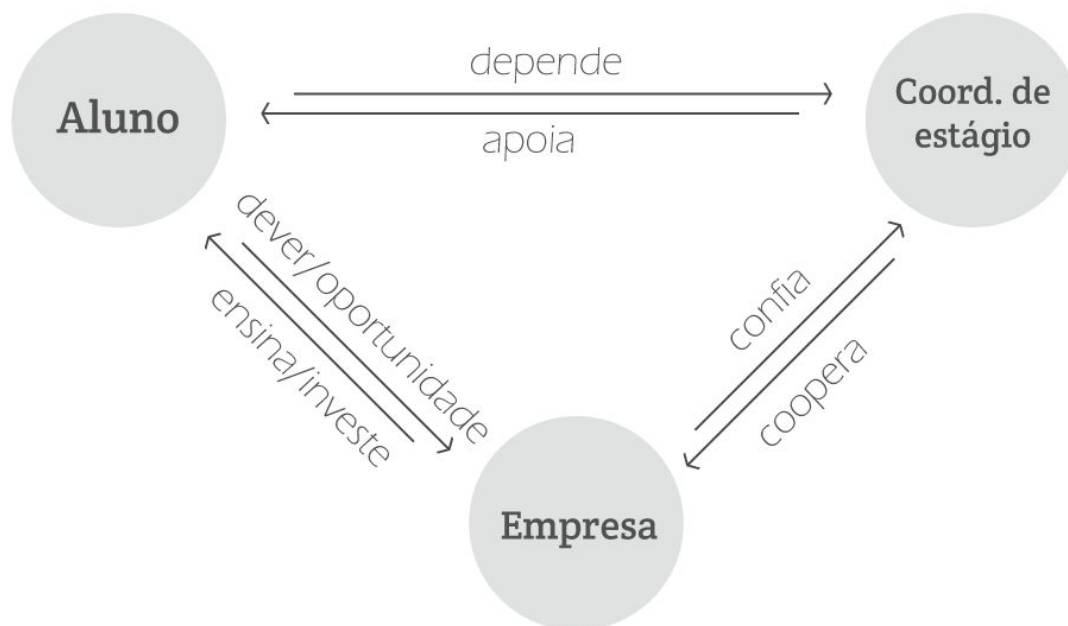 depende
Aluno
Coord. de
estágio
apoia
dever/oportunidade
ensina/investe
confia
coopera
Empresa